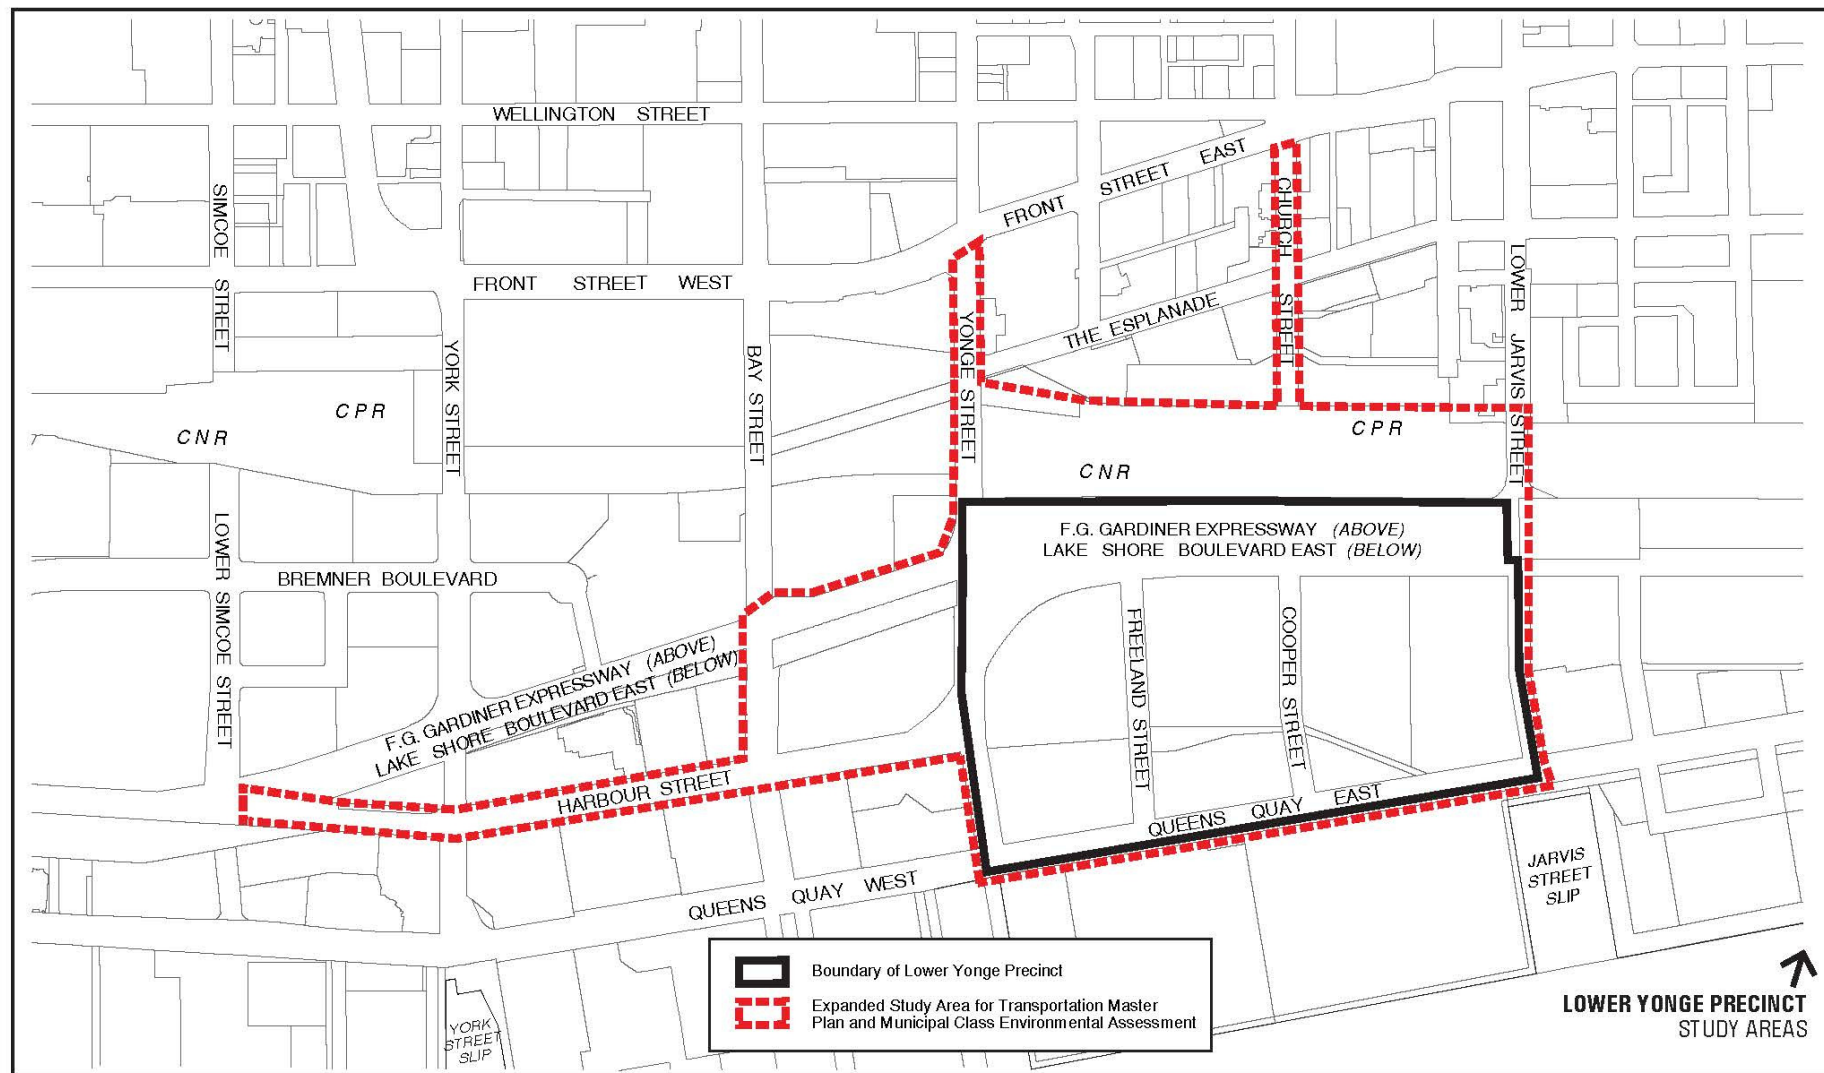 WELLINGTON STREET
FRONT STREET EAST
CHURCH STREET
SIMCOE STREET
LOWER JARVIS STREET
FRONT STREET WEST
THE ESPLANADE
YONGE STREET
YORK STREET
BAY STREET
CPR
CNR
CPR
CNR
F.G. GARDINER EXPRESSWAY (ABOVE)
LAKE SHORE BOULEVARD EAST (BELOW)
LOWER SIMCOE STREET
BREMNER BOULEVARD
FREELAND STREET
COOPER STREET
F.G. GARDINER EXPRESSWAY (ABOVE)
LAKE SHORE BOULEVARD EAST (BELOW)
HARBOUR STREET
QUEENS QUAY EAST
QUEENS QUAY WEST
JARVIS
STREET
SLIP
YORK
STREET
SLIP
Boundary of Lower Yonge Precinct
Expanded Study Area for Transportation Master
Plan and Municipal Class Environmental Assessment
LOWER YONGE PRECINCT
STUDY AREAS